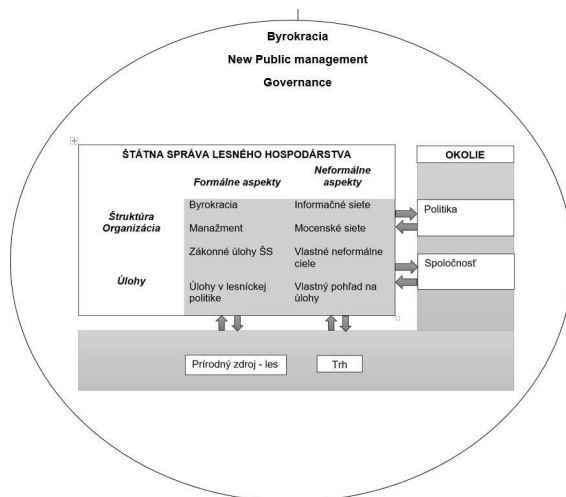 Byrokracia
New Public management
Governance
ŠTÁTNA SPRÁVA LESNÉHO HOSPODÁRSTVA
OKOLIE
Formálne aspekty
Neformálne
aspekty
Štruktúra
Organizácia
Byrokracia
Manažment
Informačné siete
Mocenské siete
Úlohy
Zákonné úlohy ŠS
Úlohy v lesníckej
politike
Vlastné neformálne
ciele
Vlastný pohľad na
úlohy
Politika
Spoločnosť
Prírodný zdroj - les
Trh